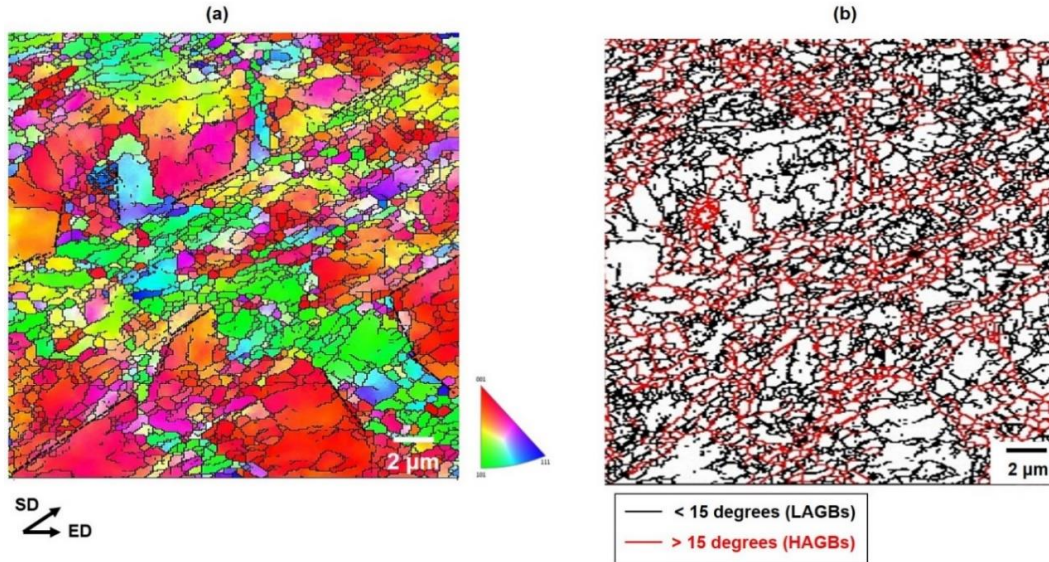 (a)
(b)
001
101
111
2 μm
2 μm
SD
ED
< 15 degrees (LAGBs)
> 15 degrees (HAGBs)